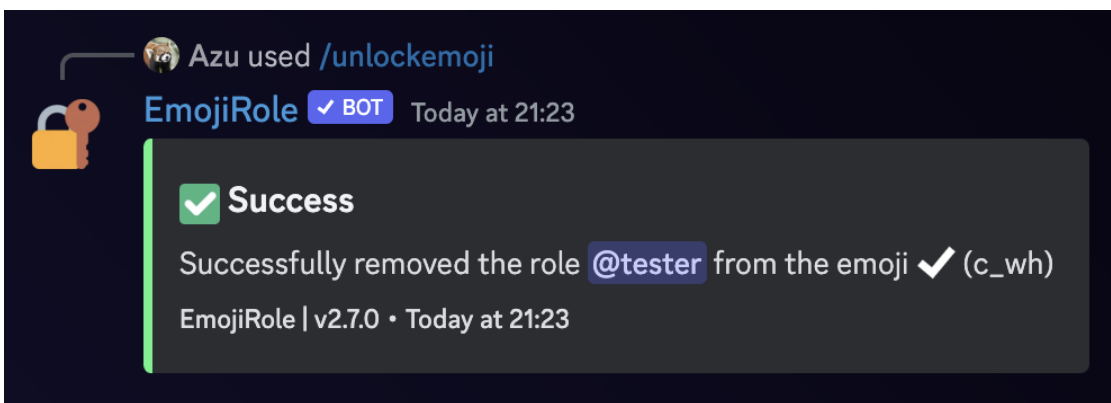 Azu used /unlockemoji
EmojiRole ✓ BOT Today at 21:23
✅ Success
Successfully removed the role @tester from the emoji ✔ (c_wh)
EmojiRole | v2.7.0 • Today at 21:23